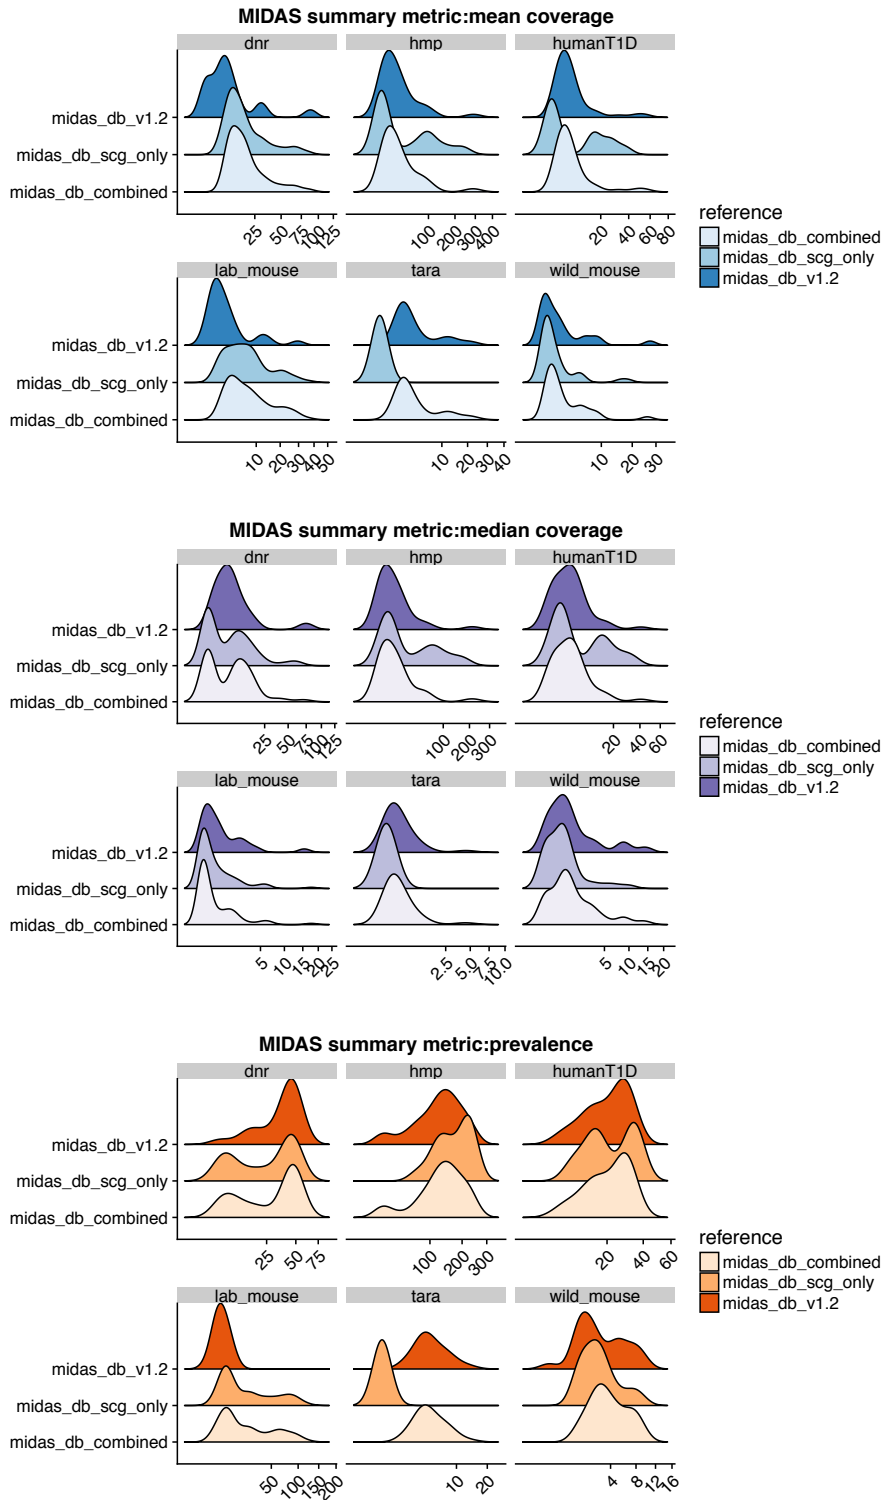 MIDAS summary metric:mean coverage
dnr hmp humanT1D
midas_db_v1.2
midas_db_scg_only
midas_db_combined
25 50 75 100 125 100 200 300 400 20 40 60 80
lab_mouse tara wild_mouse
midas_db_v1.2
midas_db_scg_only
midas_db_combined
10 20 30 40 50 10 20 30 40 10 20 30
reference
midas_db_combined
midas_db_scg_only
midas_db_v1.2
MIDAS summary metric:median coverage
dnr hmp humanT1D
midas_db_v1.2
midas_db_scg_only
midas_db_combined
25 50 75 100 125 100 200 300 20 40 60
lab_mouse tara wild_mouse
midas_db_v1.2
midas_db_scg_only
midas_db_combined
5 10 15 20 25 2.5 5.0 7.5 10.0 5 10 15 20
reference
midas_db_combined
midas_db_scg_only
midas_db_v1.2
MIDAS summary metric:prevalence
dnr hmp humanT1D
midas_db_v1.2
midas_db_scg_only
midas_db_combined
25 50 75 100 200 300 20 40 60
lab_mouse tara wild_mouse
midas_db_v1.2
midas_db_scg_only
midas_db_combined
50 100 150 200 10 20 4 8 12 16
reference
midas_db_combined
midas_db_scg_only
midas_db_v1.2